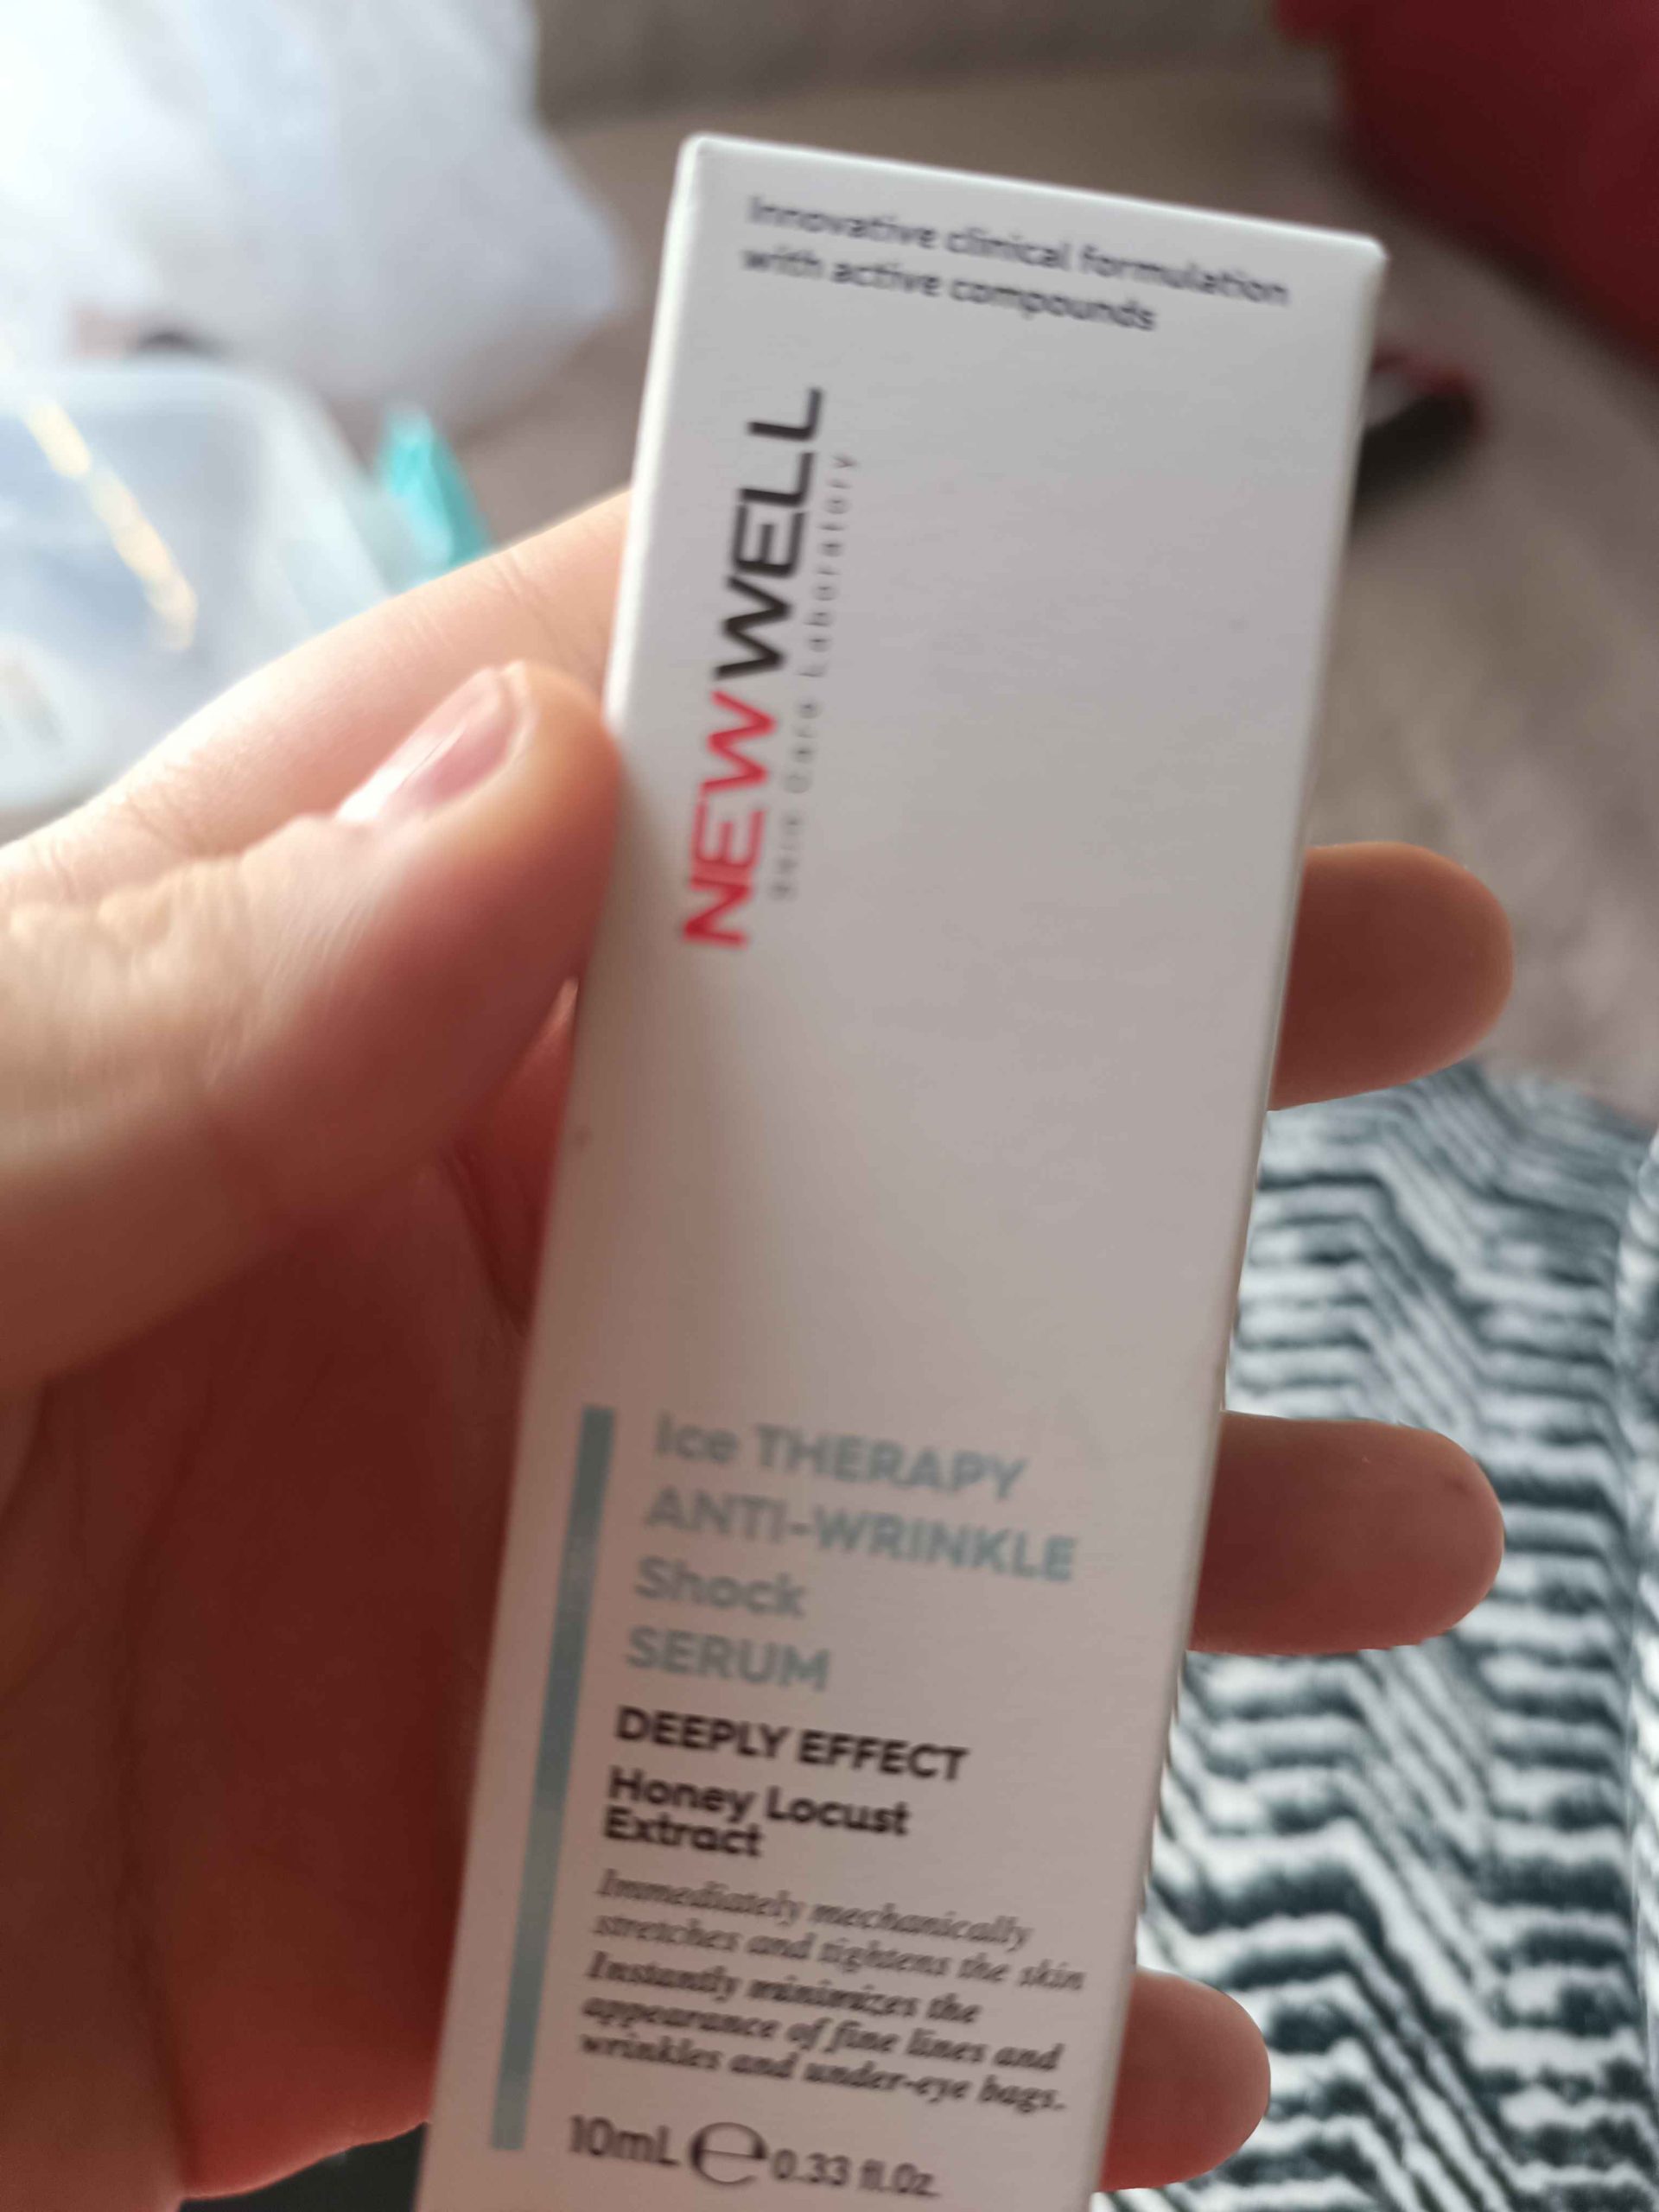 Innovative clinical formulation
with active compounds
NEWWELL
Skin Care Laboratory
Ice THERAPY
ANTI-WRINKLE
Shock
SERUM
DEEPLY EFFECT
Honey Locust
Extract
Immediately mechanically
stretches and tightens the skin
Instantly minimizes the
appearance of fine lines and
wrinkles and under-eye bags.
10mL ℮ 0.33 fl.Oz.